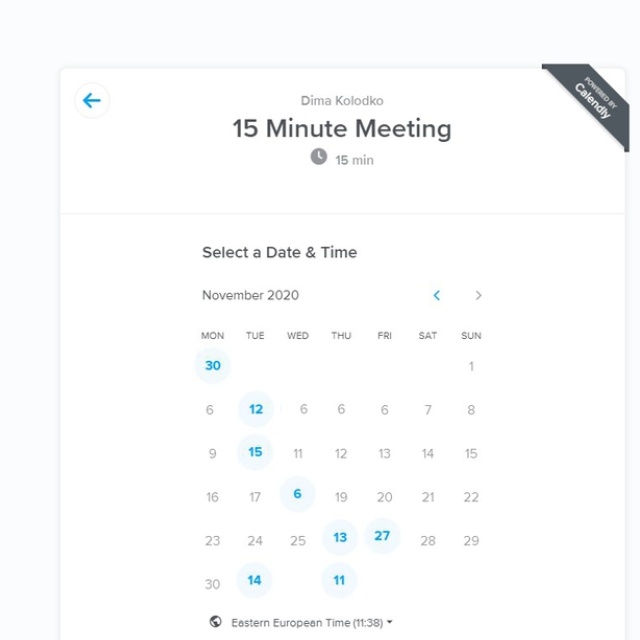 POWERED BY
Calendly
Dima Kolodko
15 Minute Meeting
15 min
Select a Date & Time
November 2020
MON TUE WED THU FRI SAT SUN
30 1
6 12 6 6 6 7 8
9 15 11 12 13 14 15
16 17 6 19 20 21 22
23 24 25 13 27 28 29
30 14 11
Eastern European Time (11:38)